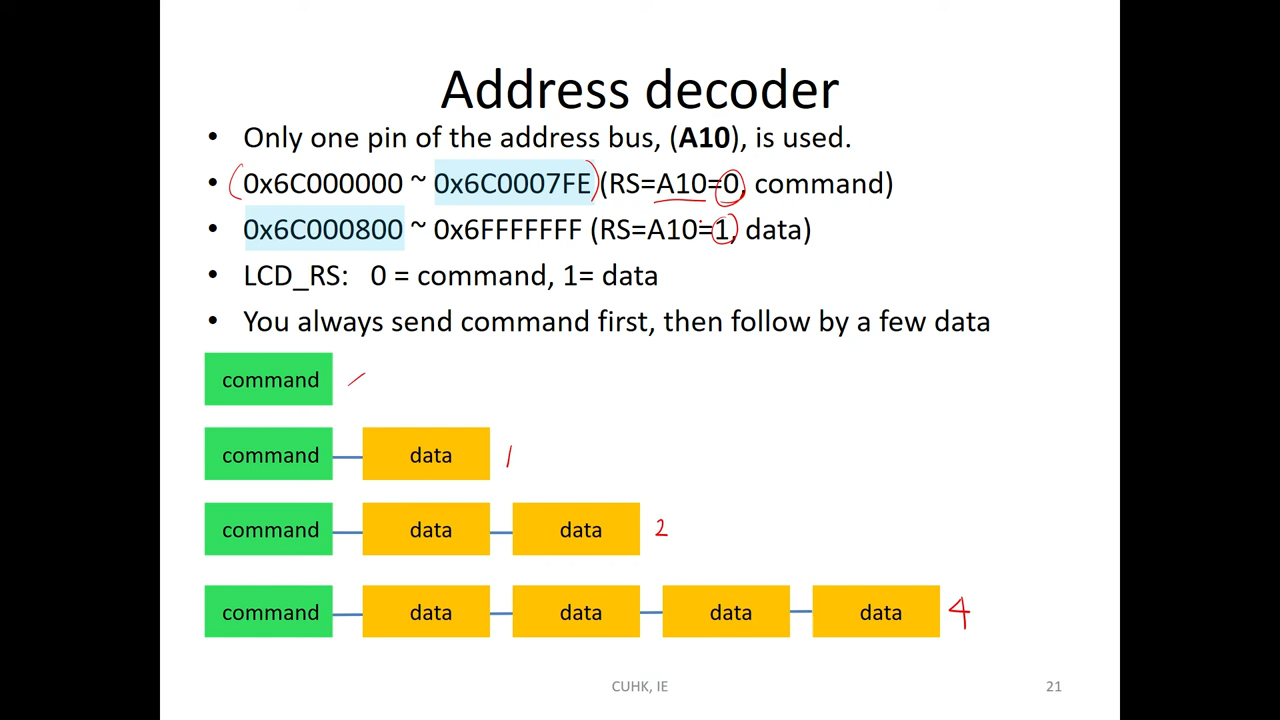 Address decoder
• Only one pin of the address bus, (A10), is used.
• 0x6C000000 ~ 0x6C0007FE (RS=A10=0, command)
• 0x6C000800 ~ 0x6FFFFFFF (RS=A10=1, data)
• LCD_RS: 0 = command, 1= data
• You always send command first, then follow by a few data
command
command data 1
command data data 2
command data data data data 4
CUHK, IE 21